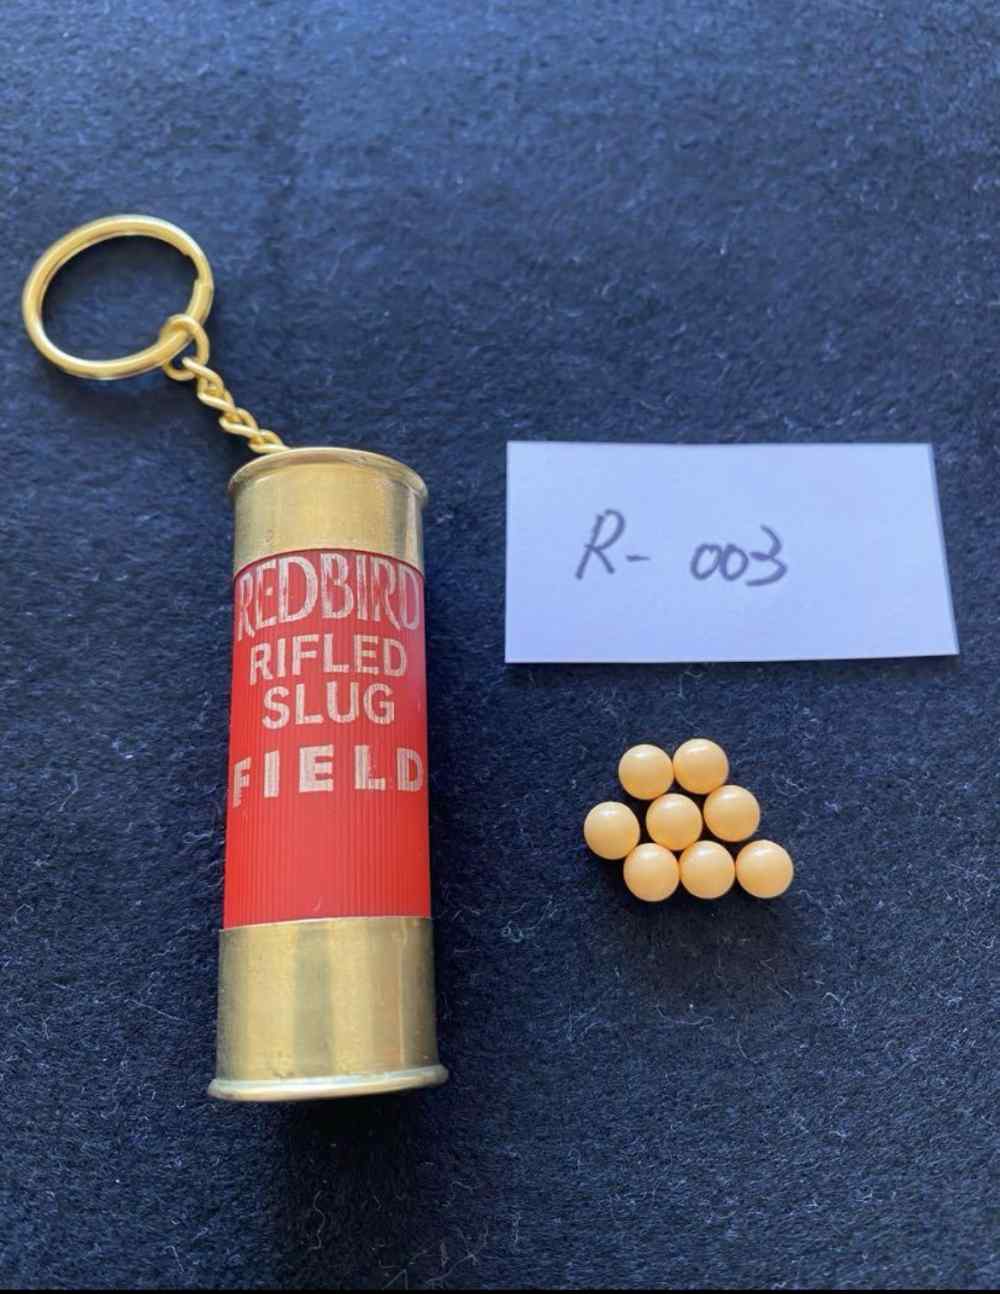 REDBIRD
RIFLED
SLUG
FIELD
R- 003